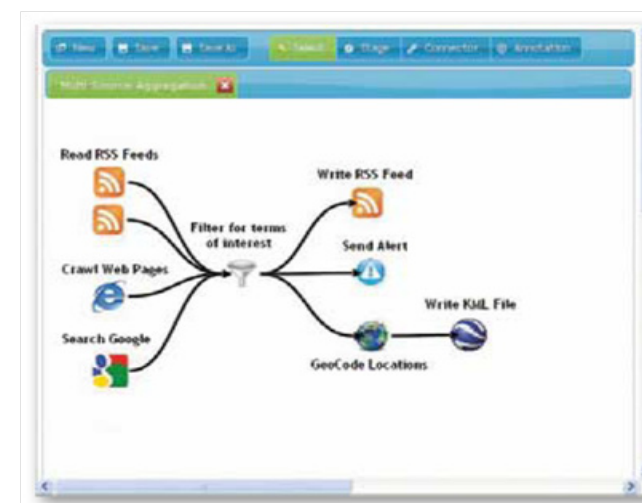 New Save Save As Select Stage Connector Annotation
Multi-Source Aggregation
Read RSS Feeds
Write RSS Feed
Filter for terms
of interest
Send Alert
Crawl Web Pages
Write KML File
Search Google
GeoCode Locations